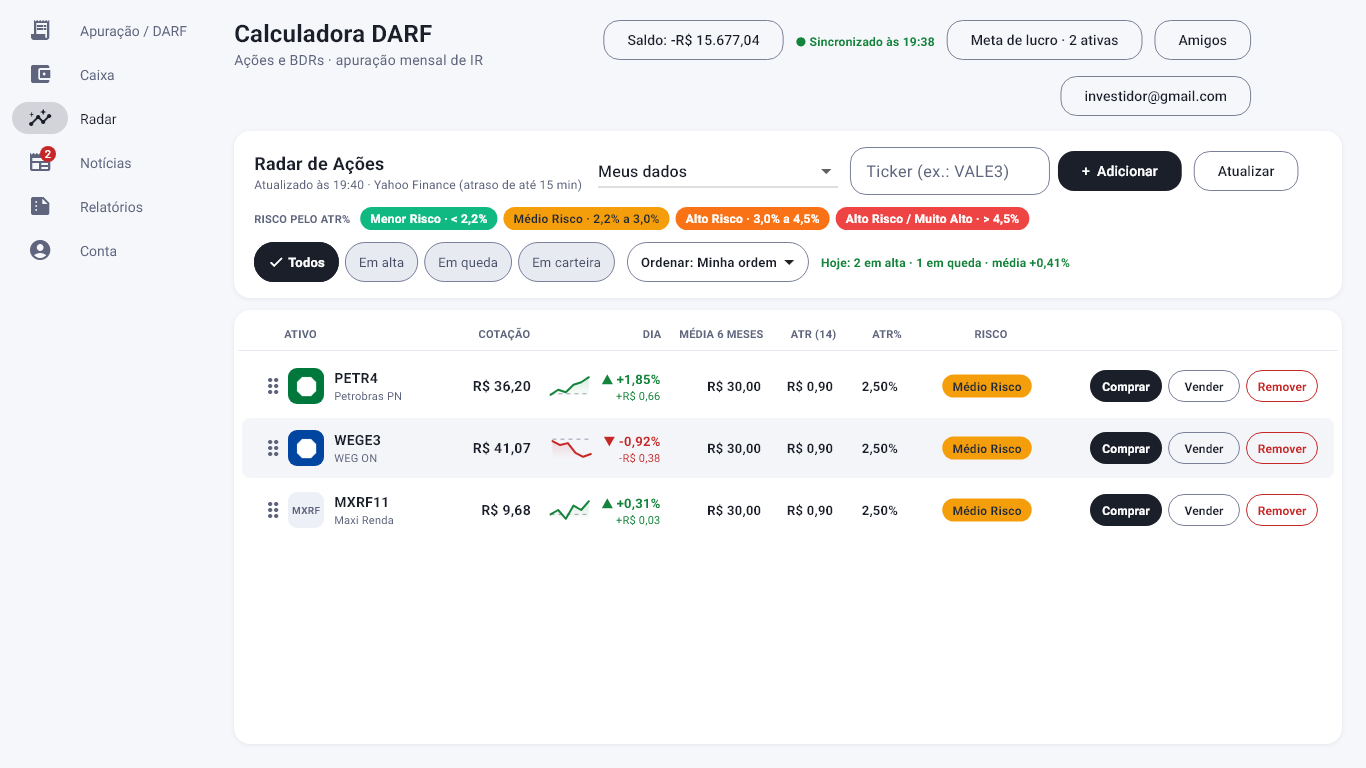 Apuração / DARF
Caixa
Radar
2
Notícias
Relatórios
Conta
Calculadora DARF
Ações e BDRs · apuração mensal de IR
Saldo: -R$ 15.677,04
Sincronizado às 19:38
Meta de lucro · 2 ativas
Amigos
investidor@gmail.com
Radar de Ações
Atualizado às 19:40 · Yahoo Finance (atraso de até 15 min)
Meus dados
Ticker (ex.: VALE3)
+ Adicionar
Atualizar
RISCO PELO ATR%
Menor Risco · < 2,2%
Médio Risco · 2,2% a 3,0%
Alto Risco · 3,0% a 4,5%
Alto Risco / Muito Alto · > 4,5%
Todos
Em alta
Em queda
Em carteira
Ordenar: Minha ordem
Hoje: 2 em alta · 1 em queda · média +0,41%
ATIVO COTAÇÃO DIA MÉDIA 6 MESES ATR (14) ATR% RISCO
PETR4
Petrobras PN
R$ 36,20
+1,85%
+R$ 0,66
R$ 30,00
R$ 0,90
2,50%
Médio Risco
Comprar
Vender
Remover
WEGE3
WEG ON
R$ 41,07
-0,92%
-R$ 0,38
R$ 30,00
R$ 0,90
2,50%
Médio Risco
Comprar
Vender
Remover
MXRF
MXRF11
Maxi Renda
R$ 9,68
+0,31%
+R$ 0,03
R$ 30,00
R$ 0,90
2,50%
Médio Risco
Comprar
Vender
Remover